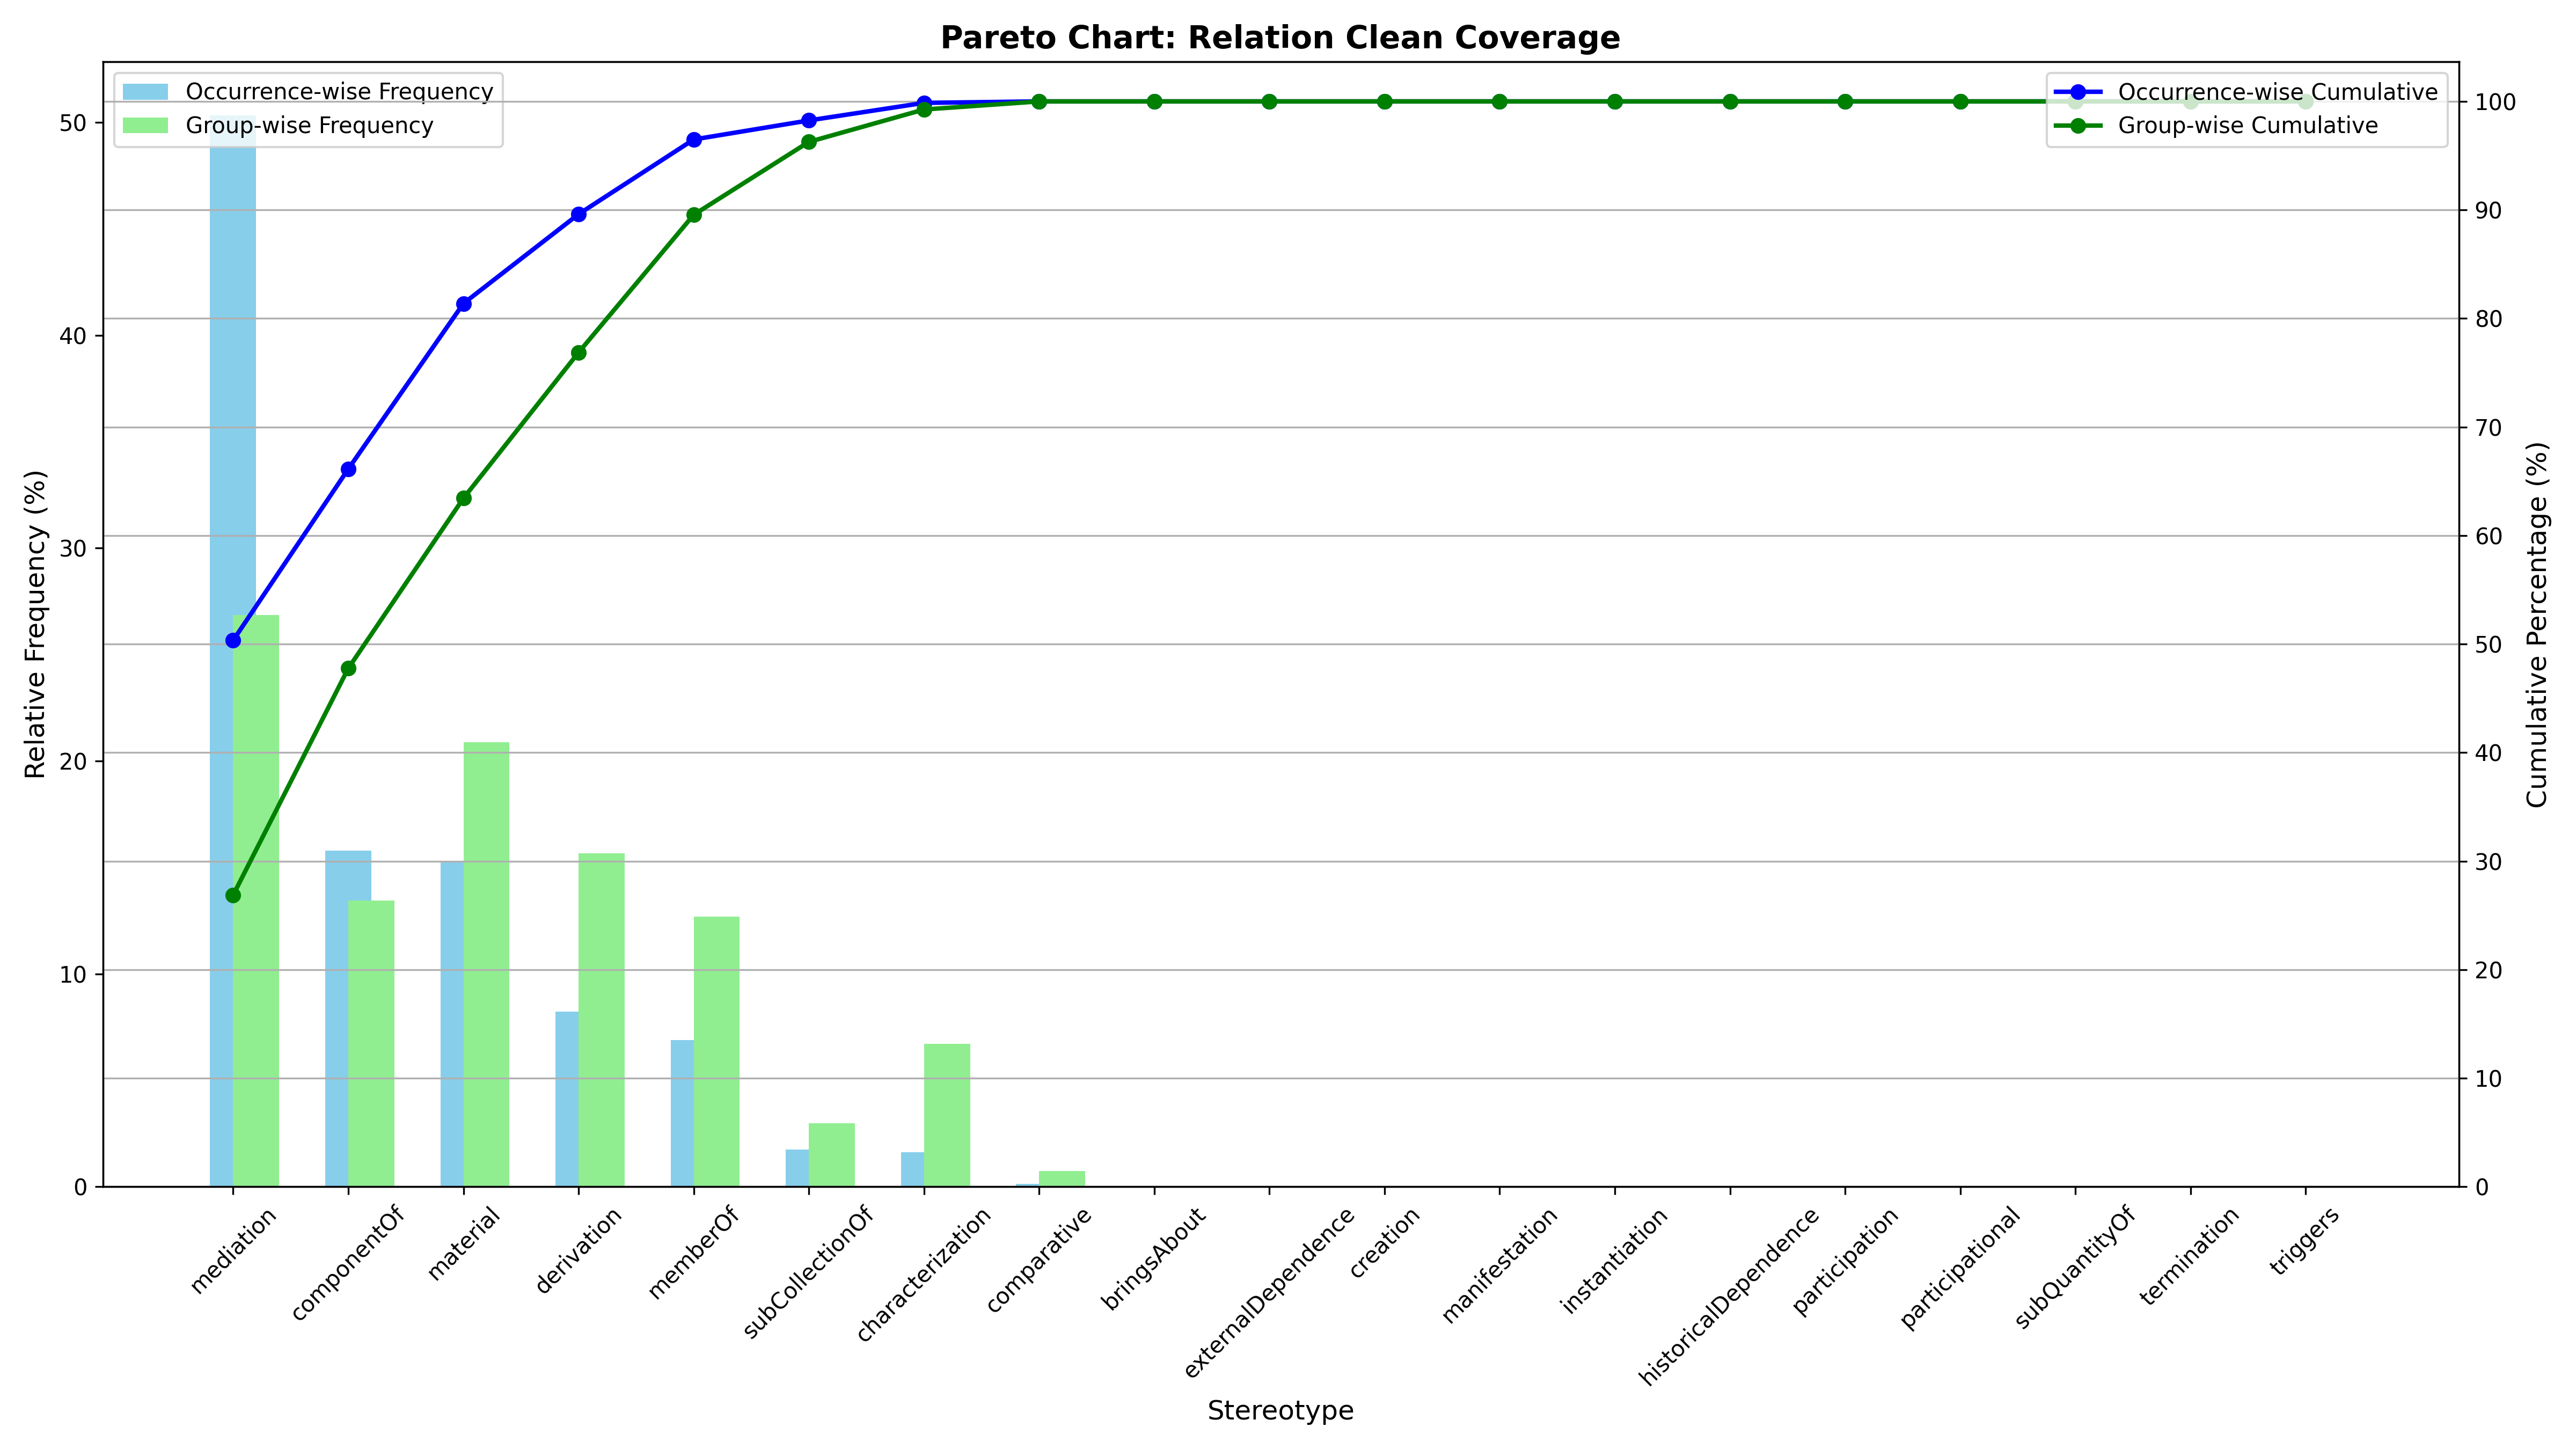 Pareto Chart: Relation Clean Coverage
Occurrence-wise Frequency
Group-wise Frequency
Occurrence-wise Cumulative
Group-wise Cumulative
Relative Frequency (%)
50
40
30
20
10
0
100
90
80
70
60
50
40
30
20
10
0
Cumulative Percentage (%)
mediation
componentOf
material
derivation
memberOf
subCollectionOf
characterization
comparative
bringsAbout
externalDependence
creation
manifestation
instantiation
historicalDependence
participation
participational
subQuantityOf
termination
triggers
Stereotype